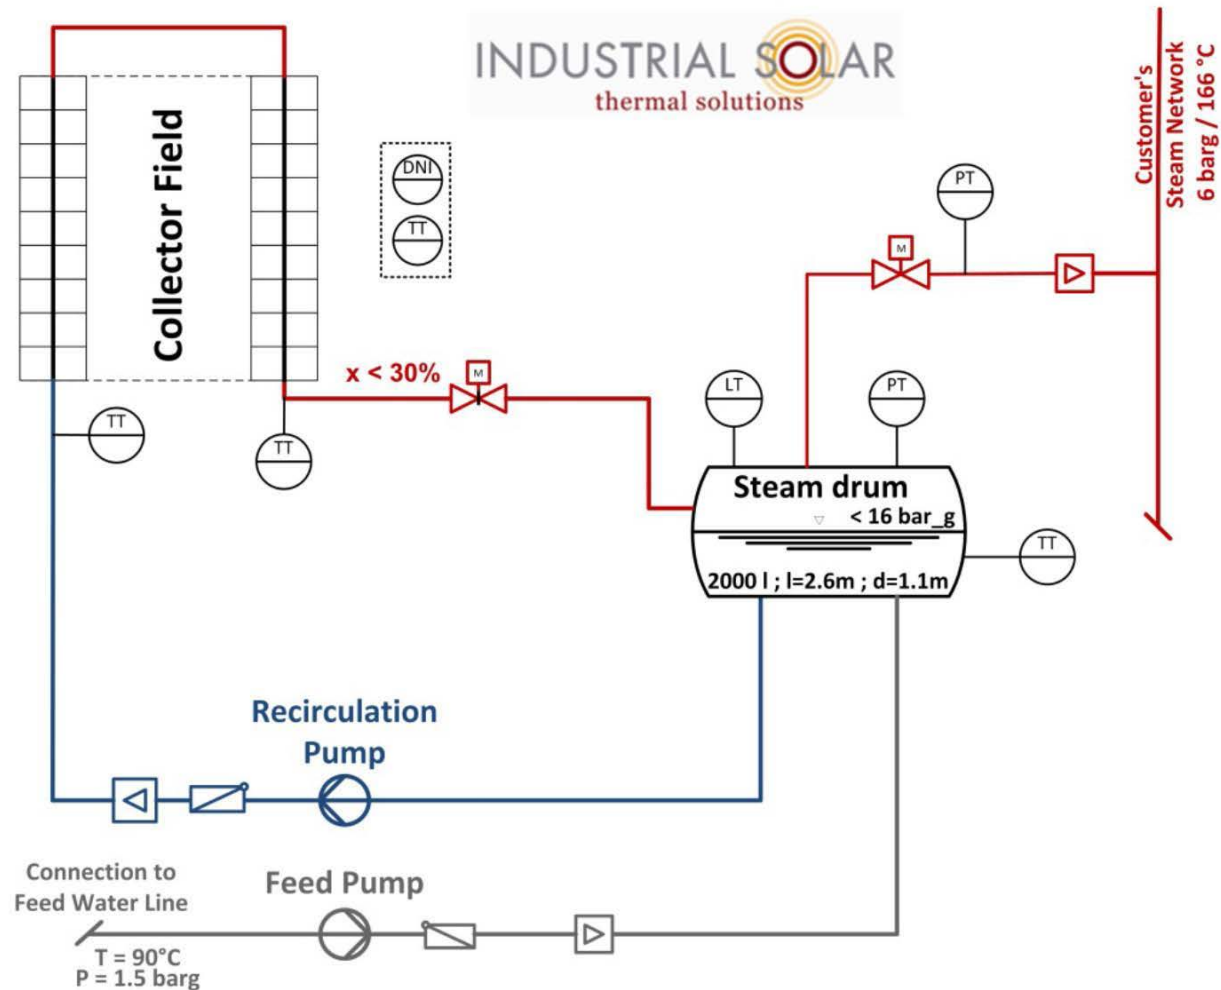 INDUSTRIAL SOLAR
thermal solutions
Customer's
Steam Network
6 barg / 166 °C
Collector Field
DNI
TT
PT
M
x < 30%
M
TT
TT
LT
PT
Steam drum
< 16 bar_g
2000 l ; l=2.6m ; d=1.1m
TT
Recirculation
Pump
Connection to
Feed Water Line
Feed Pump
T = 90°C
P = 1.5 barg